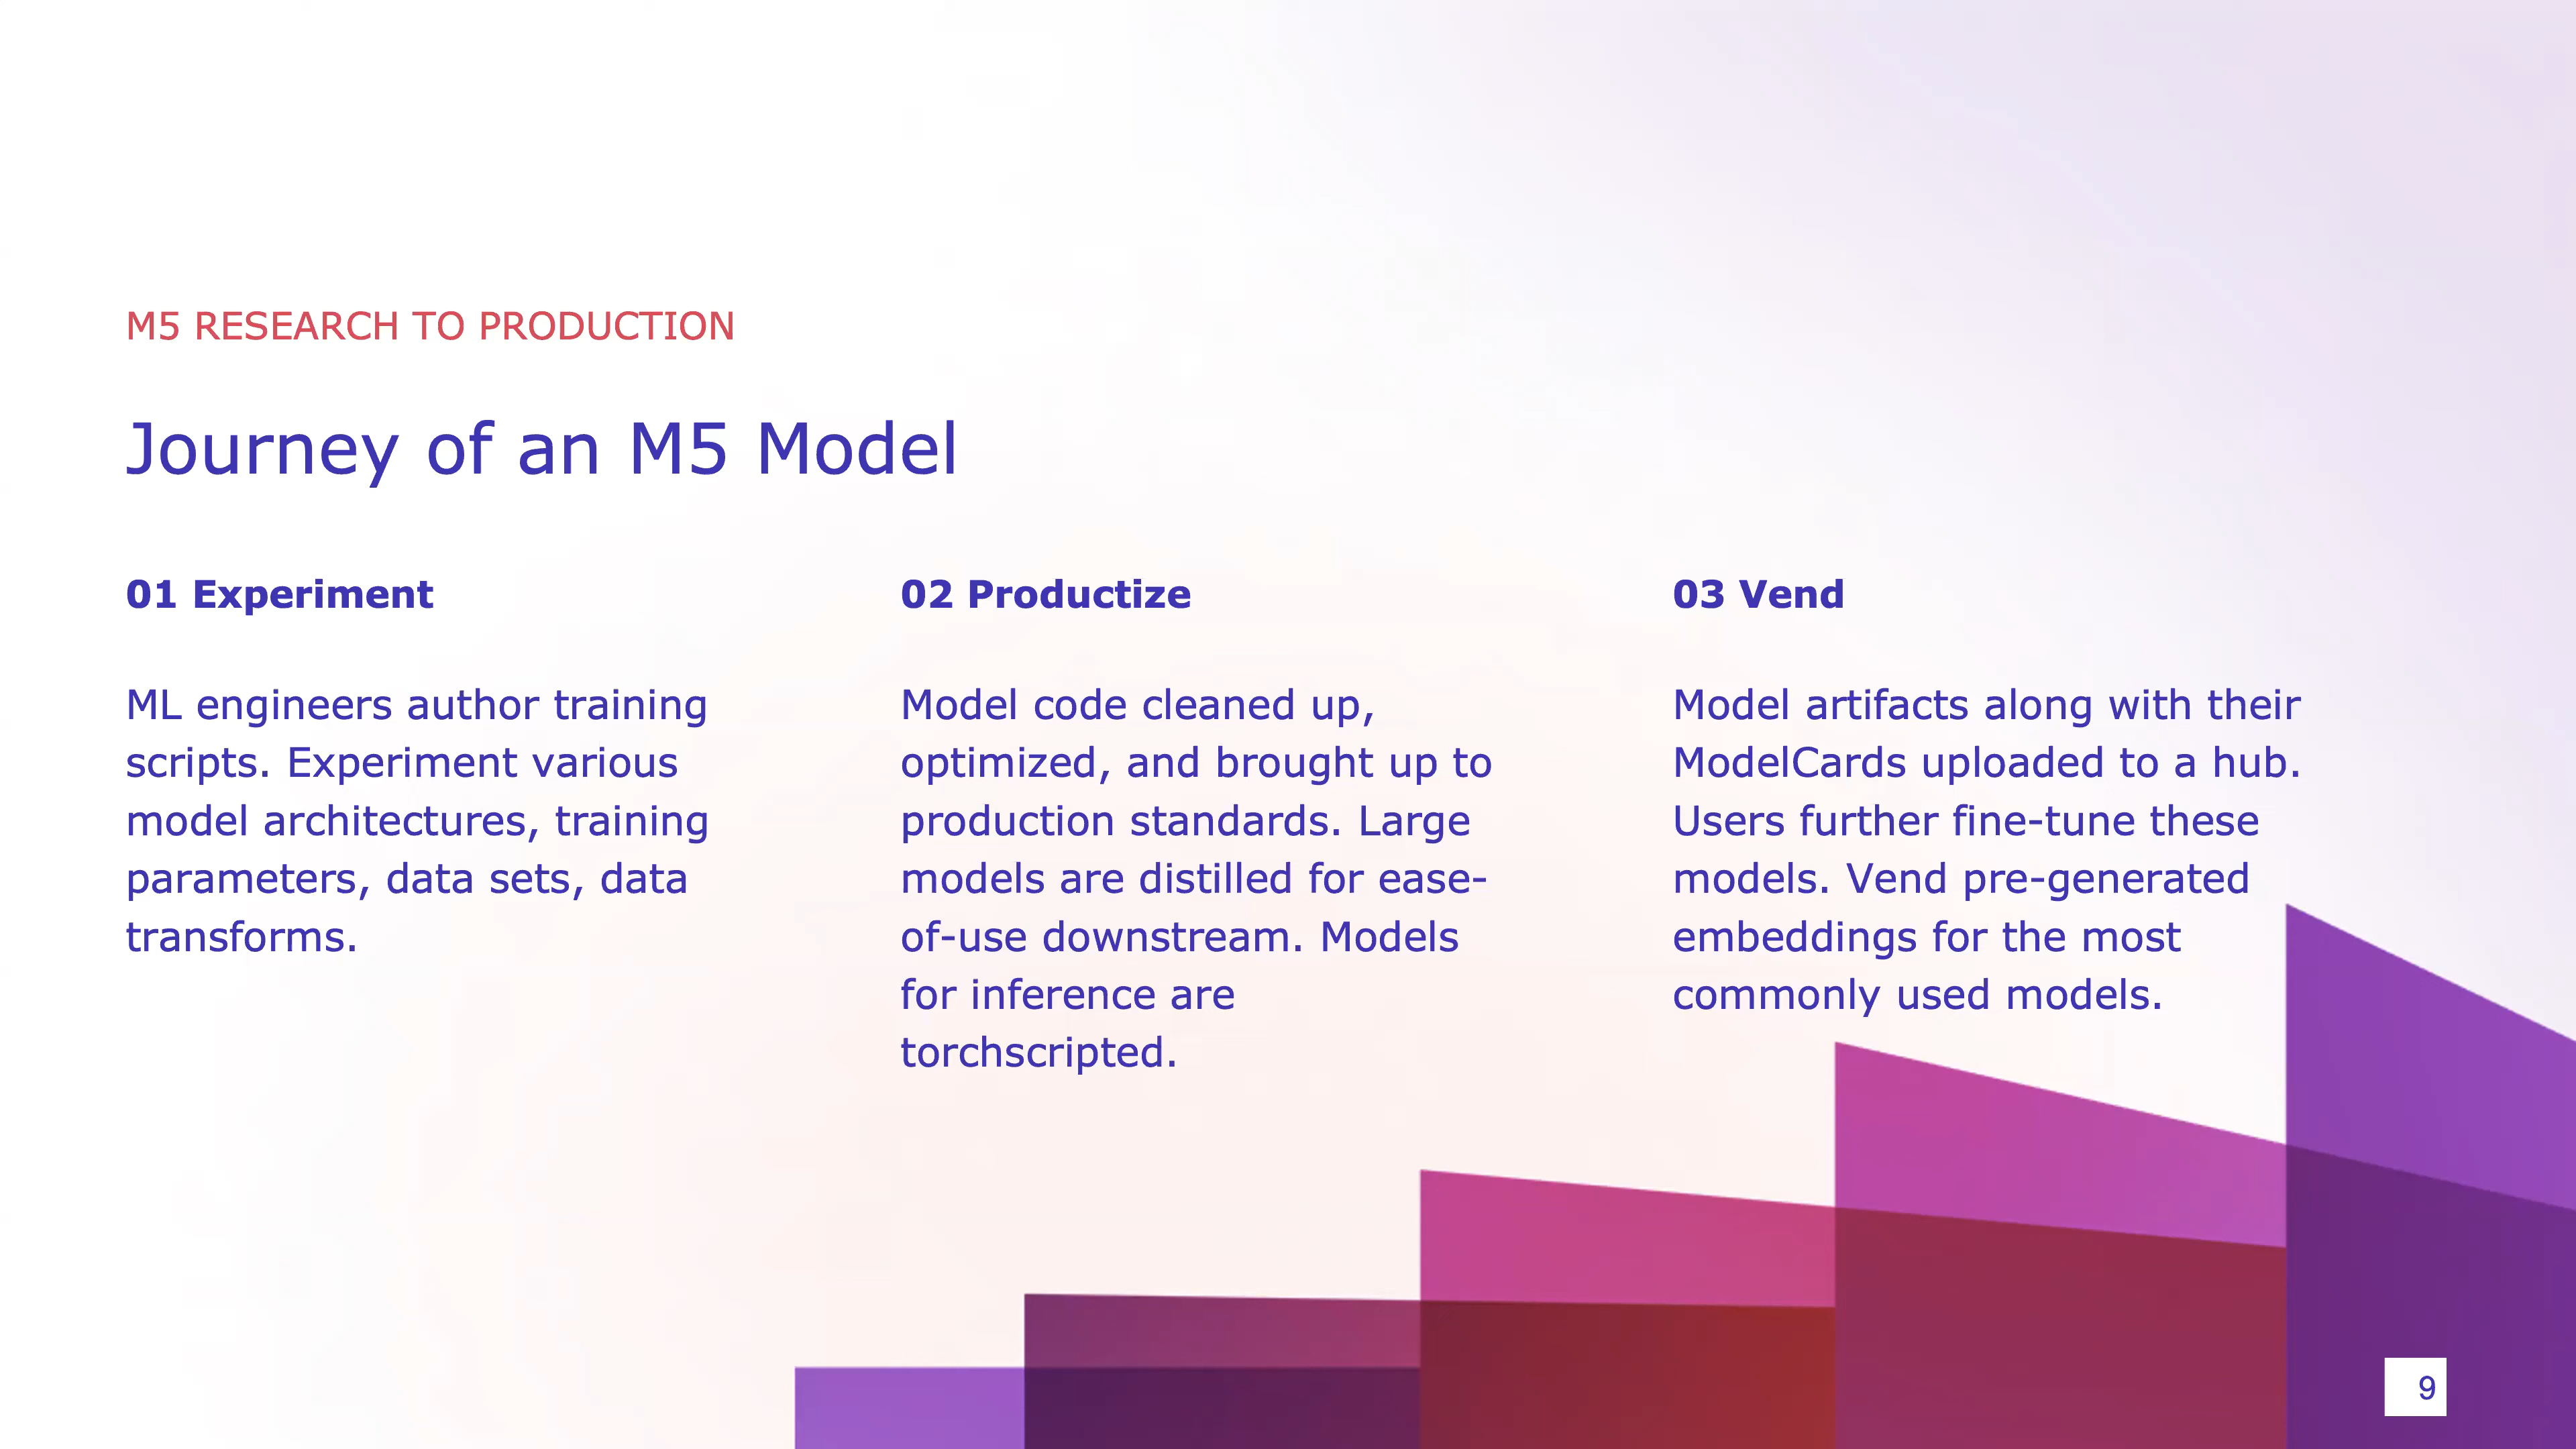 M5 RESEARCH TO PRODUCTION
Journey of an M5 Model
01 Experiment
ML engineers author training
scripts. Experiment various
model architectures, training
parameters, data sets, data
transforms.
02 Productize
Model code cleaned up,
optimized, and brought up to
production standards. Large
models are distilled for ease-
of-use downstream. Models
for inference are
torchscripted.
03 Vend
Model artifacts along with their
ModelCards uploaded to a hub.
Users further fine-tune these
models. Vend pre-generated
embeddings for the most
commonly used models.
9